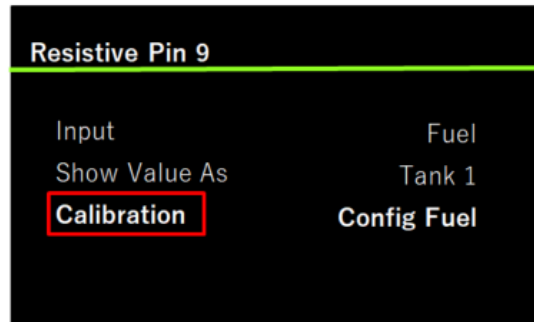 Resistive Pin 9
Input Fuel
Show Value As Tank 1
Calibration Config Fuel